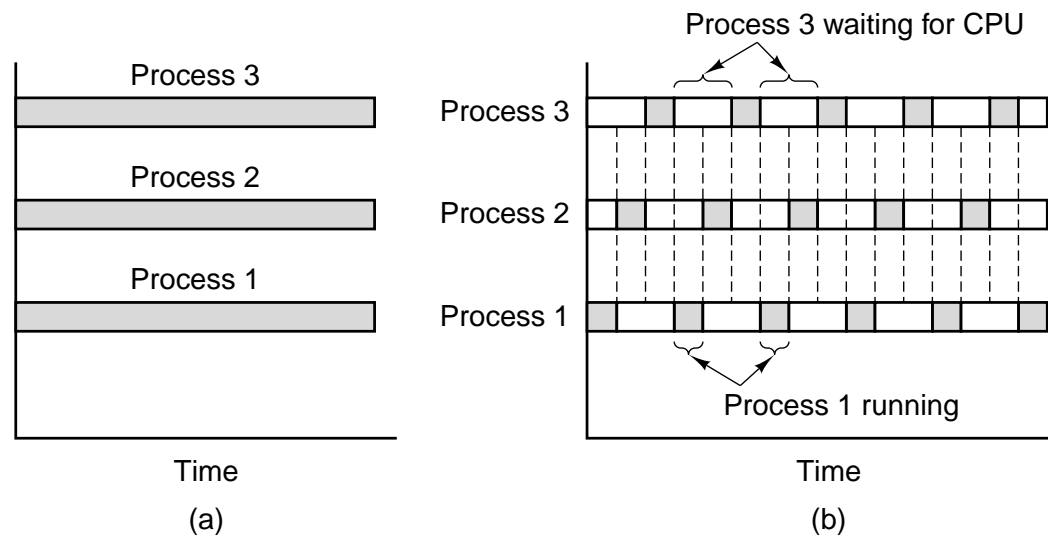 Process 3
Process 2
Process 1
Time
(a)
Process 3 waiting for CPU
Process 3
Process 2
Process 1
Process 1 running
Time
(b)